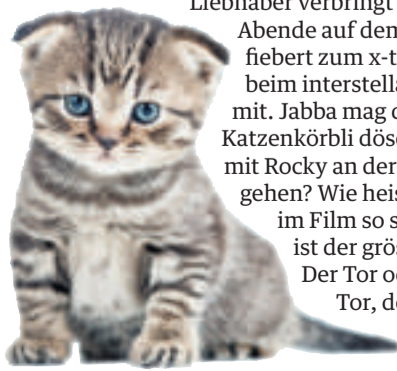 Liebhaber verbringt
Abende auf dem
fiebert zum x-t
beim interstella
mit. Jabba mag d
Katzenkörbli döse
mit Rocky an der
gehen? Wie heis
im Film so s
ist der grös
Der Tor od
Tor, de